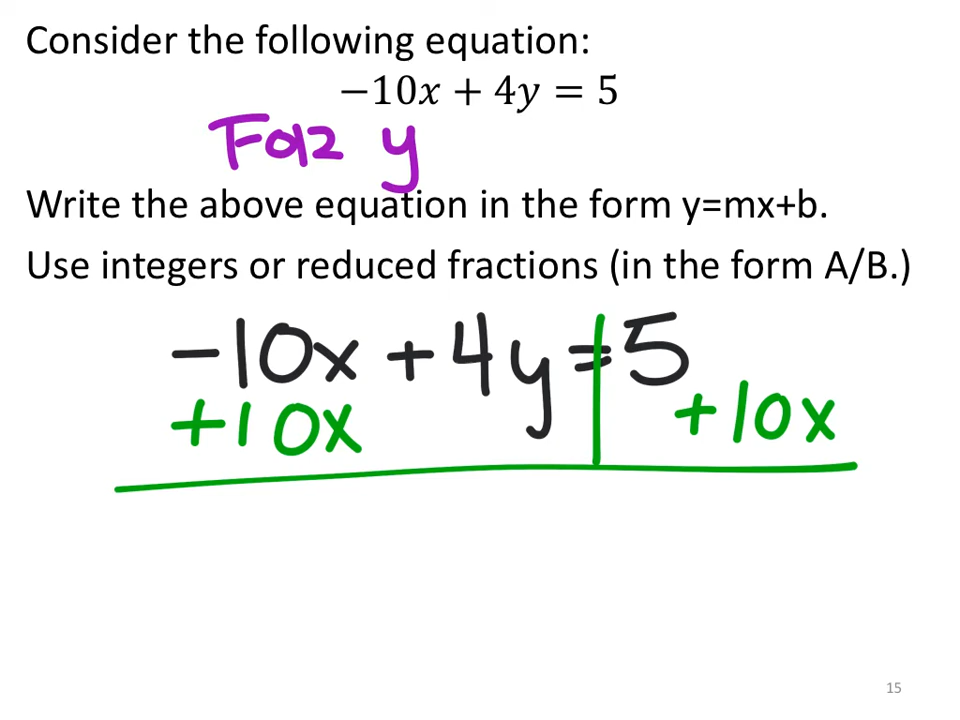 Consider the following equation:
−10x + 4y = 5
For y
Write the above equation in the form y=mx+b.
Use integers or reduced fractions (in the form A/B.)
-10x + 4y = 5
+10x +10x
15